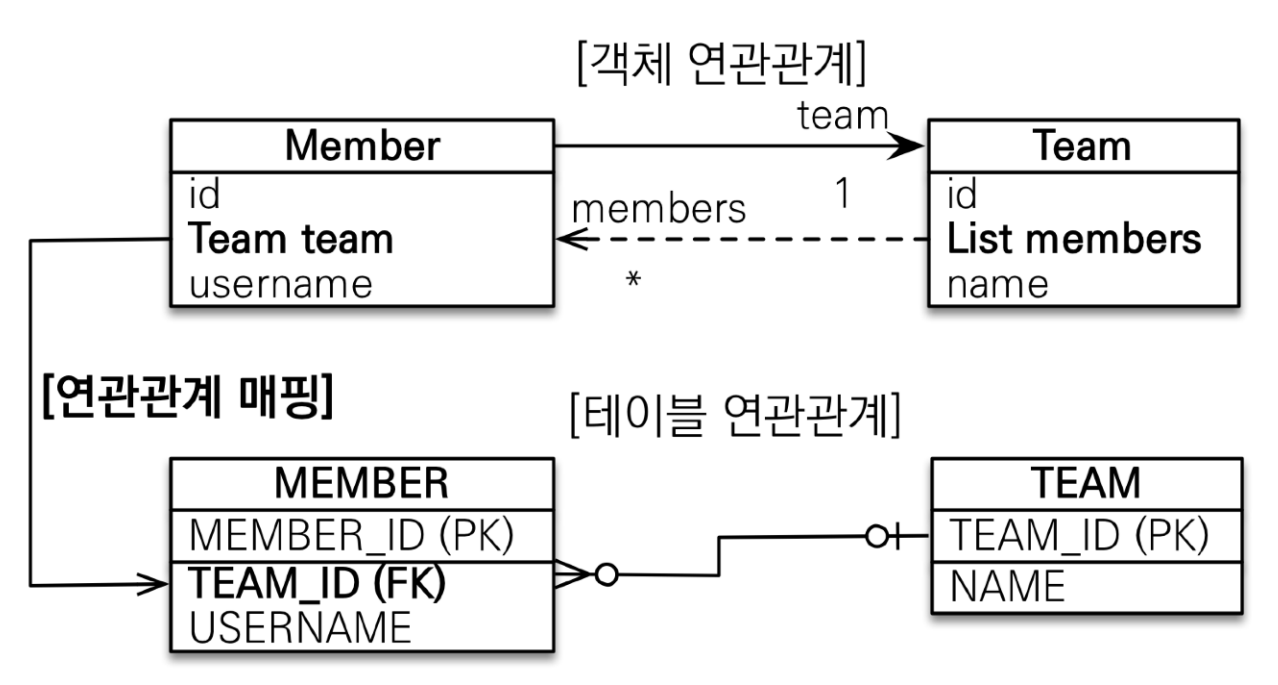 [객체 연관관계]
team
Member
Team
id
Team team
username
members
1
*
id
List members
name
[연관관계 매핑]
[테이블 연관관계]
MEMBER
MEMBER_ID (PK)
TEAM_ID (FK)
USERNAME
TEAM
TEAM_ID (PK)
NAME